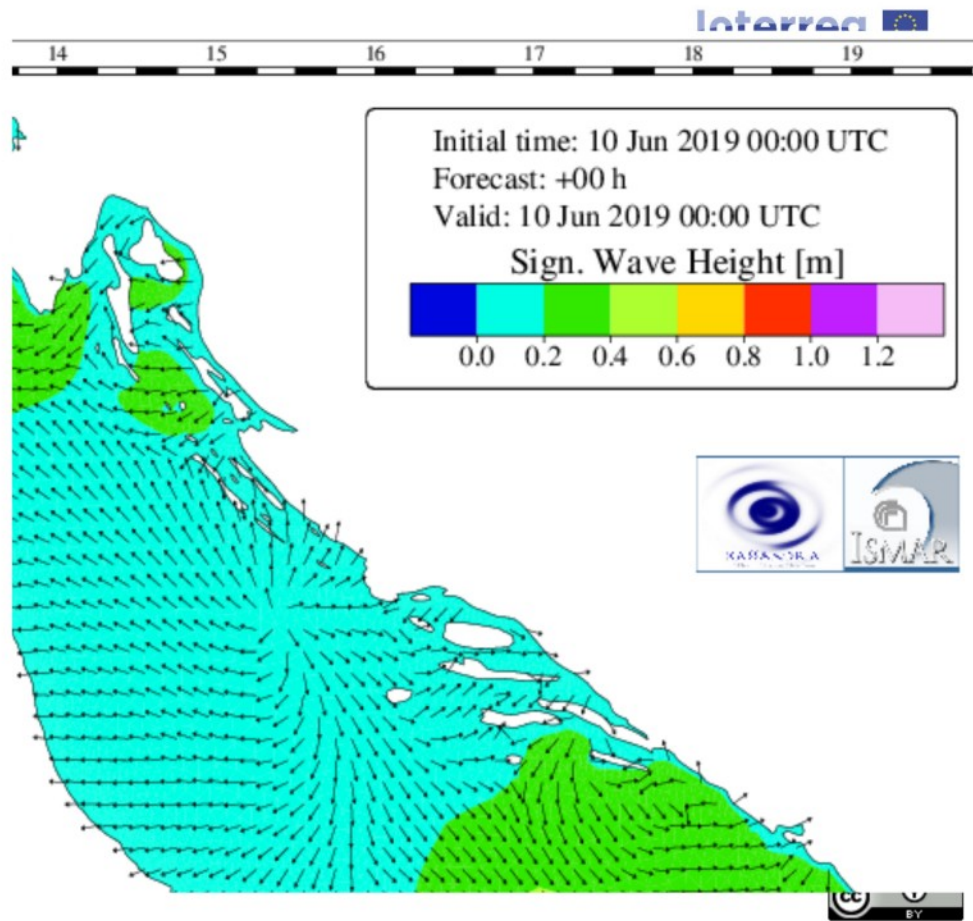 Interreg
14 15 16 17 18 19
Initial time: 10 Jun 2019 00:00 UTC
Forecast: +00 h
Valid: 10 Jun 2019 00:00 UTC
Sign. Wave Height [m]
0.0 0.2 0.4 0.6 0.8 1.0 1.2
ISMAR
cc
BY